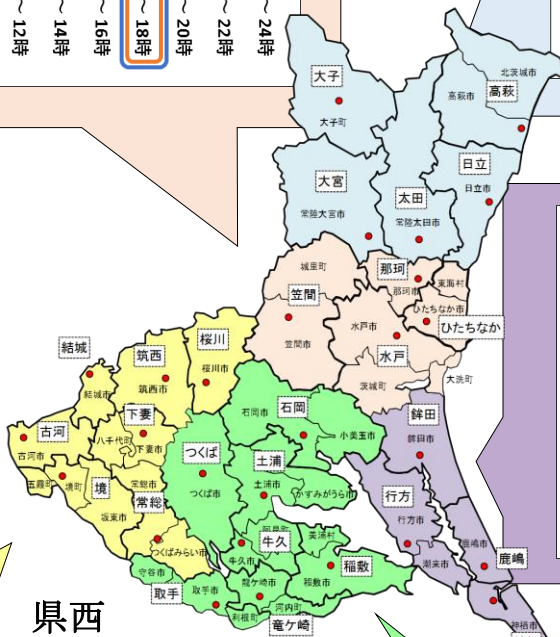 ~12時
~14時
~16時
~18時
~20時
~22時
~24時
大子
大子町
北茨城市
高萩市
高萩
日立
日立市
大宮
常陸大宮市
太田
常陸太田市
城里町
那珂
那珂市
東海村
笠間
笠間市
ひたちなか市
ひたちなか
水戸市
水戸
茨城町
大洗町
結城
結城市
筑西
筑西市
桜川
桜川市
下妻
下妻市
八千代町
古河
古河市
五霞町
境町
境
坂東市
常総市
常総
つくばみらい市
石岡市
石岡
小美玉市
つくば
つくば市
土浦
土浦市
かすみがうら市
鉾田
鉾田市
行方
行方市
潮来市
鹿嶋市
鹿嶋
神栖市
阿見町
美浦村
牛久
牛久市
稲敷
稲敷市
守谷市
取手
取手市
龍ケ崎市
河内町
利根町
竜ケ崎
県西